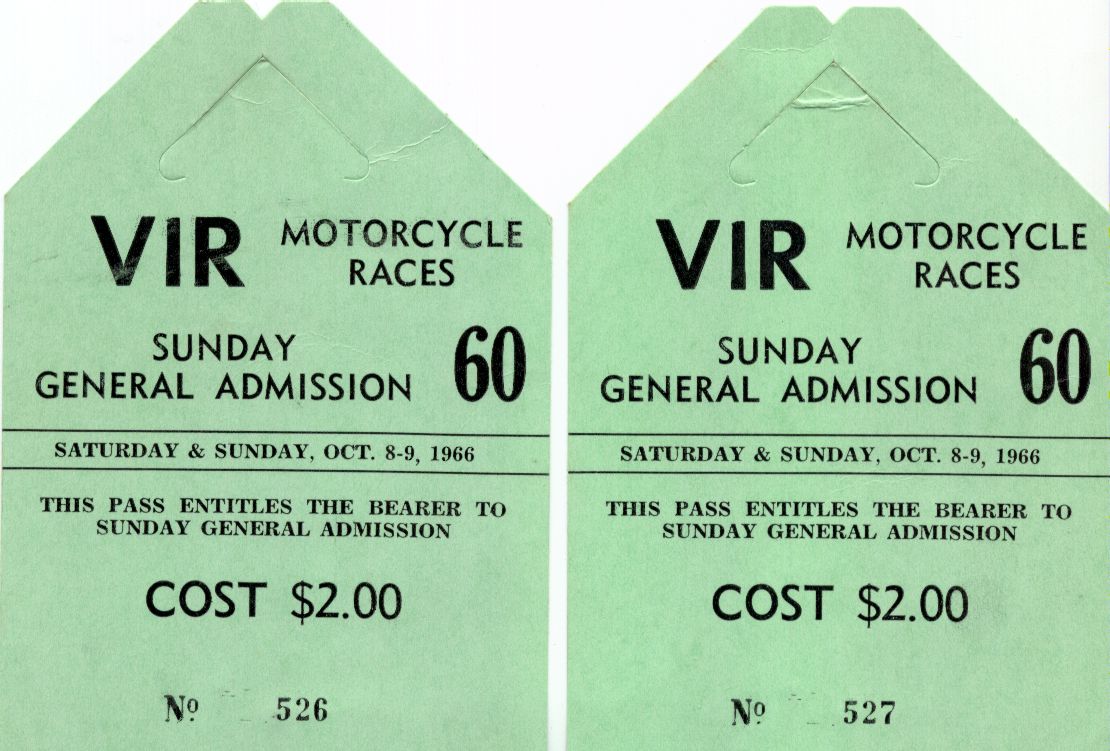 VIR MOTORCYCLE
RACES
SUNDAY
GENERAL ADMISSION 60
SATURDAY & SUNDAY, OCT. 8-9, 1966
THIS PASS ENTITLES THE BEARER TO
SUNDAY GENERAL ADMISSION
COST $2.00
Nº 526
VIR MOTORCYCLE
RACES
SUNDAY
GENERAL ADMISSION 60
SATURDAY & SUNDAY, OCT. 8-9, 1966
THIS PASS ENTITLES THE BEARER TO
SUNDAY GENERAL ADMISSION
COST $2.00
Nº 527